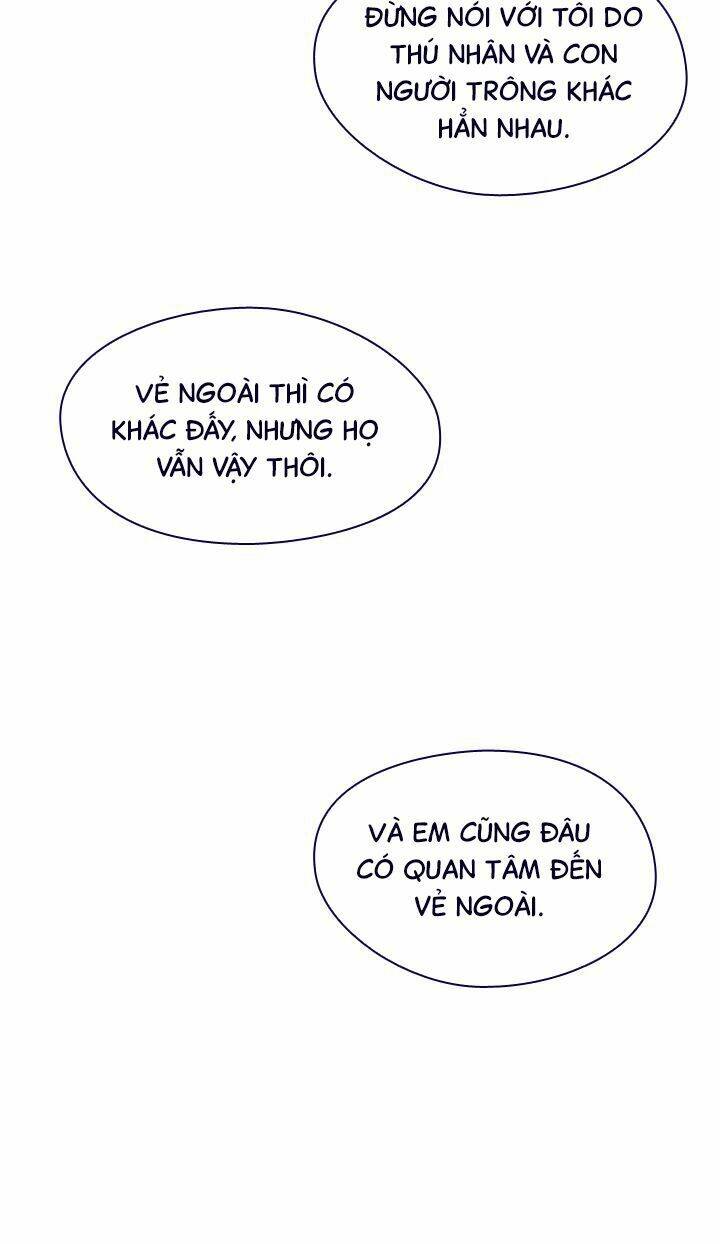 ĐỪNG NÓI VỚI TÔI DO
THÚ NHÂN VÀ CON
NGƯỜI TRÔNG KHÁC
HẲN NHAU.
VẺ NGOÀI THÌ CÓ
KHÁC ĐẤY, NHƯNG HỌ
VẪN VẬY THÔI.
VÀ EM CŨNG ĐÂU
CÓ QUAN TÂM ĐẾN
VẺ NGOÀI.